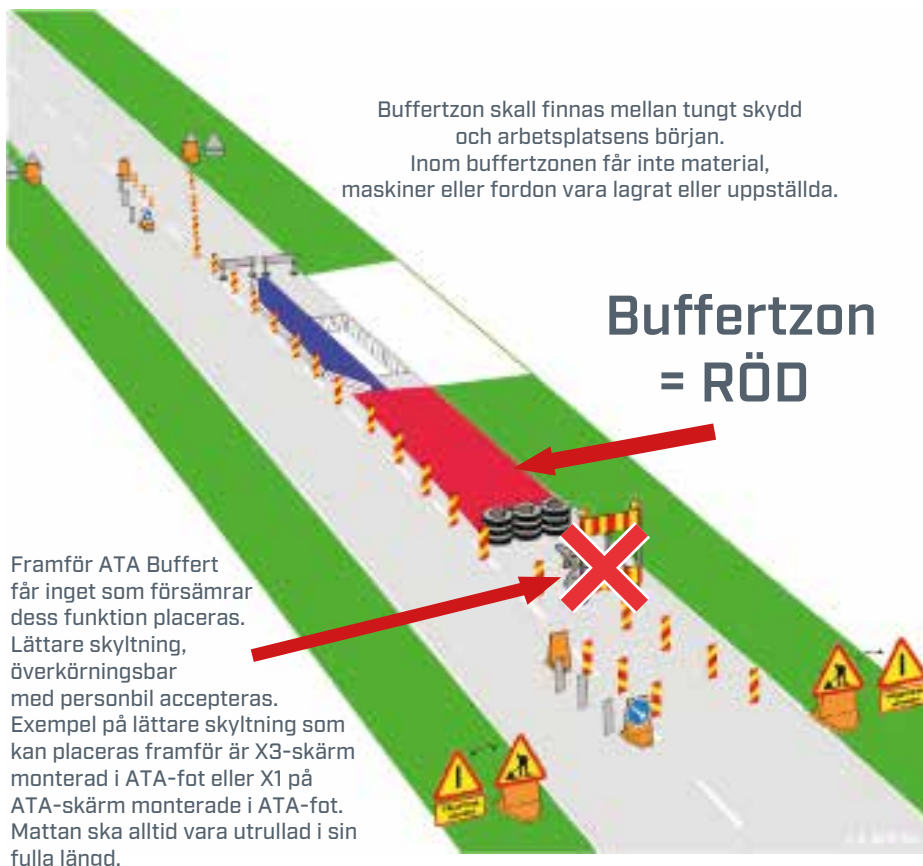 Buffertzon skall finnas mellan tungt skydd
och arbetsplatsens början.
Inom buffertzonen får inte material,
maskiner eller fordon vara lagrat eller uppställda.
Buffertzon
= RÖD
Framför ATA Buffert
får inget som försämrar
dess funktion placeras.
Lättare skyltning,
överkörningsbar
med personbil accepteras.
Exempel på lättare skyltning som
kan placeras framför är X3-skärm
monterad i ATA-fot eller X1 på
ATA-skärm monterade i ATA-fot.
Mattan ska alltid vara utrullad i sin
fulla längd.